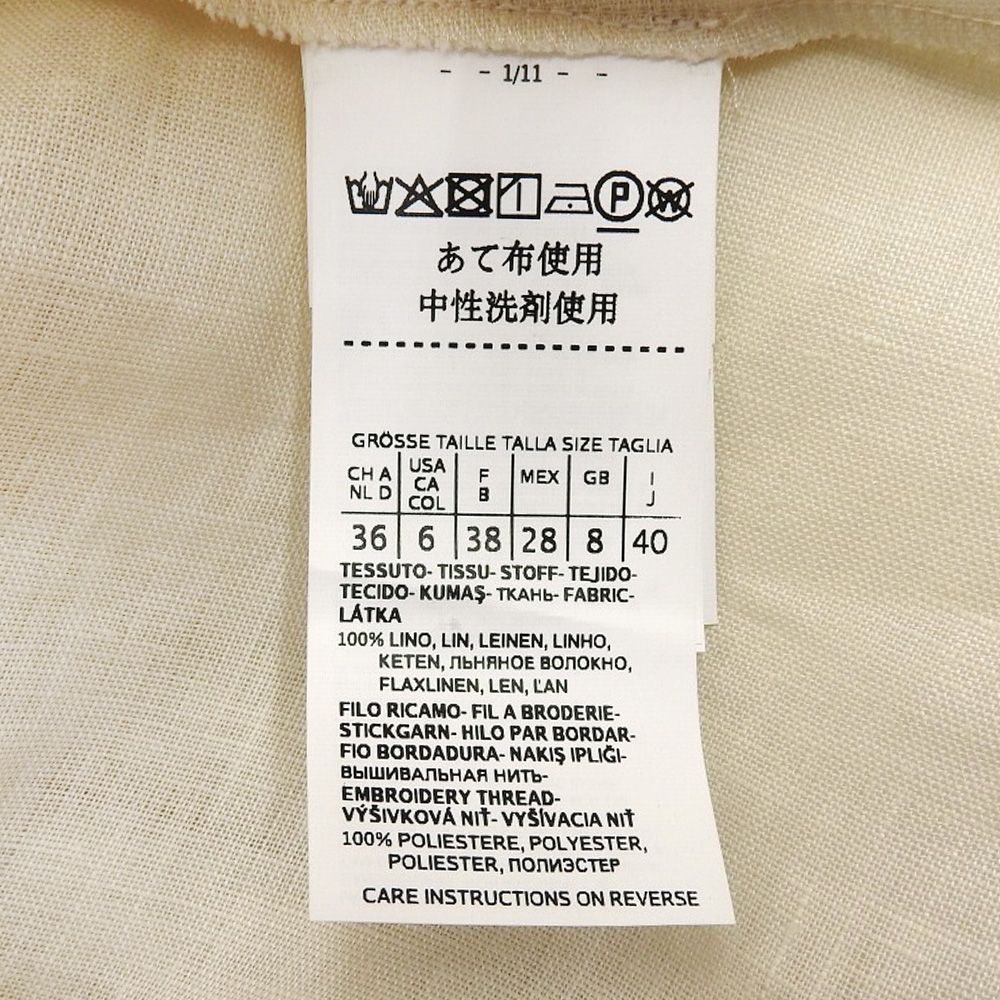 - - 1/11 - -
P W
あて布使用
中性洗剤使用
GRÖSSE TAILLE TALLA SIZE TAGLIA
CH A NL D USA CA COL F B MEX GB I J
36 6 38 28 8 40
TESSUTO- TISSU- STOFF- TEJIDO-
TECIDO- KUMAŞ- ТКАНЬ- FABRIC-
LÁTKA
100% LINO, LIN, LEINEN, LINHO,
KETEN, ЛЬНЯНОЕ ВОЛОКНО,
FLAXLINEN, LEN, ĽAN
FILO RICAMO- FIL A BRODERIE-
STICKGARN- HILO PAR BORDAR-
FIO BORDADURA- NAKIŞ IPLIĞI-
ВЫШИВАЛЬНАЯ НИТЬ-
EMBROIDERY THREAD-
VÝŠIVKOVÁ NIŤ- VYŠÍVACIA NIŤ
100% POLIESTERE, POLYESTER,
POLIESTER, ПОЛИЭСТЕР
CARE INSTRUCTIONS ON REVERSE